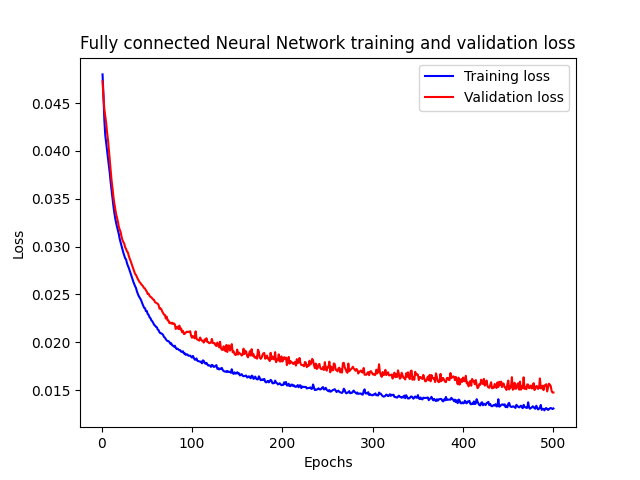 Fully connected Neural Network training and validation loss
Training loss
Validation loss
0.045
0.040
0.035
0.030
0.025
0.020
0.015
Loss
0 100 200 300 400 500
Epochs